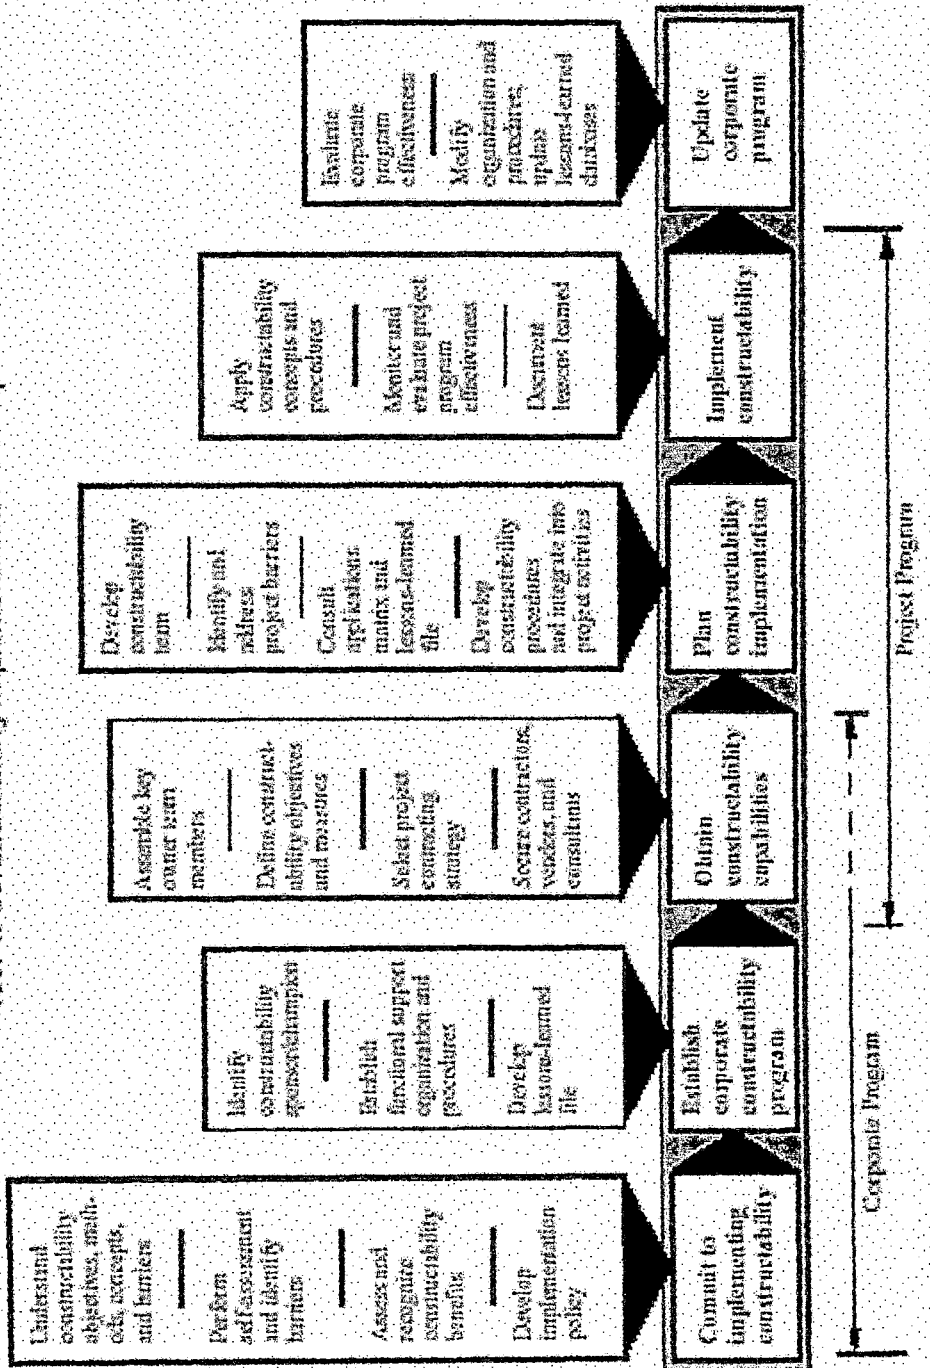 Understand
constructability
objectives, meth-
ods, concepts,
and barriers
Perform
self-assessment
and identify
barriers
Assess and
recognize
constructability
benefits
Develop
implementation
policy
Commit to
implementing
constructability
Identify
constructability
sponsor/champion
Establish
functional support
organization and
procedures
Develop
lessons-learned
file
Establish
corporate
constructability
program
Assemble key
owner team
members
Define construct-
ability objectives
and measures
Select project
contracting
strategy
Secure contractors,
vendors, and
consultants
Obtain
constructability
capabilities
Develop
constructability
team
Identify and
address
project barriers
Consult
applications
matrix and
lessons-learned
file
Develop
constructability
procedures
and integrate into
project activities
Plan
constructability
implementation
Apply
constructability
concepts and
procedures
Monitor and
evaluate project
program
effectiveness
Document
lessons learned
Implement
constructability
Evaluate
corporate
program
effectiveness
Modify
organization and
procedures,
update
lessons-learned
databases
Update
corporate
program
Corporate Program
Project Program